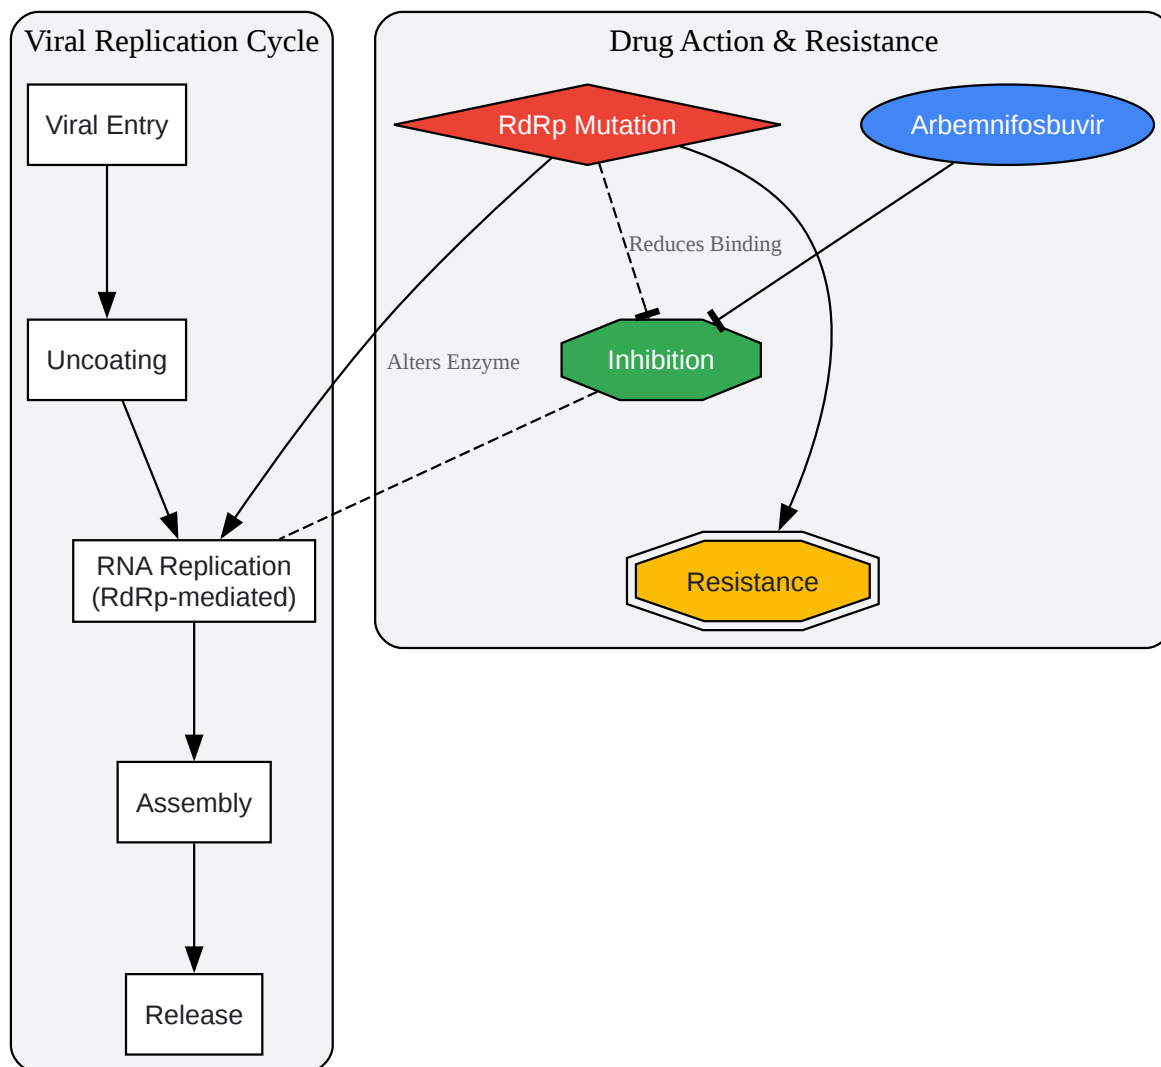 Viral Replication Cycle
Viral Entry
Uncoating
RNA Replication
(RdRp-mediated)
Assembly
Release
Drug Action & Resistance
RdRp Mutation
Arbemnifosbuvir
Reduces Binding
Alters Enzyme
Inhibition
Resistance